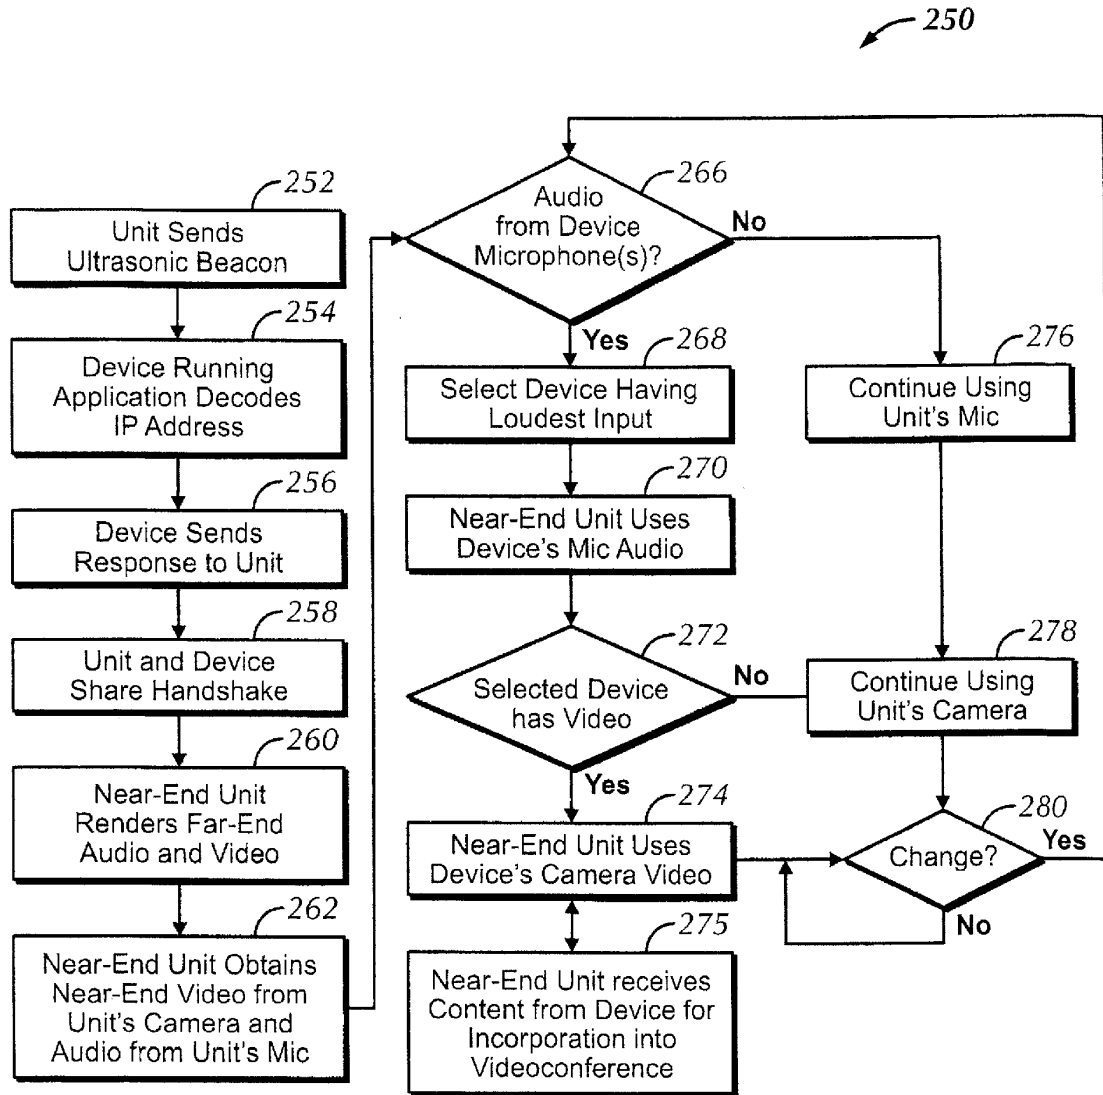 250
252
Unit Sends
Ultrasonic Beacon
254
Device Running
Application Decodes
IP Address
256
Device Sends
Response to Unit
258
Unit and Device
Share Handshake
260
Near-End Unit
Renders Far-End
Audio and Video
262
Near-End Unit Obtains
Near-End Video from
Unit's Camera and
Audio from Unit's Mic
266
Audio
from Device
Microphone(s)?
No
Yes
268
Select Device Having
Loudest Input
270
Near-End Unit Uses
Device's Mic Audio
272
Selected Device
has Video
No
Yes
274
Near-End Unit Uses
Device's Camera Video
275
Near-End Unit receives
Content from Device for
Incorporation into
Videoconference
276
Continue Using
Unit's Mic
278
Continue Using
Unit's Camera
280
Change?
Yes
No